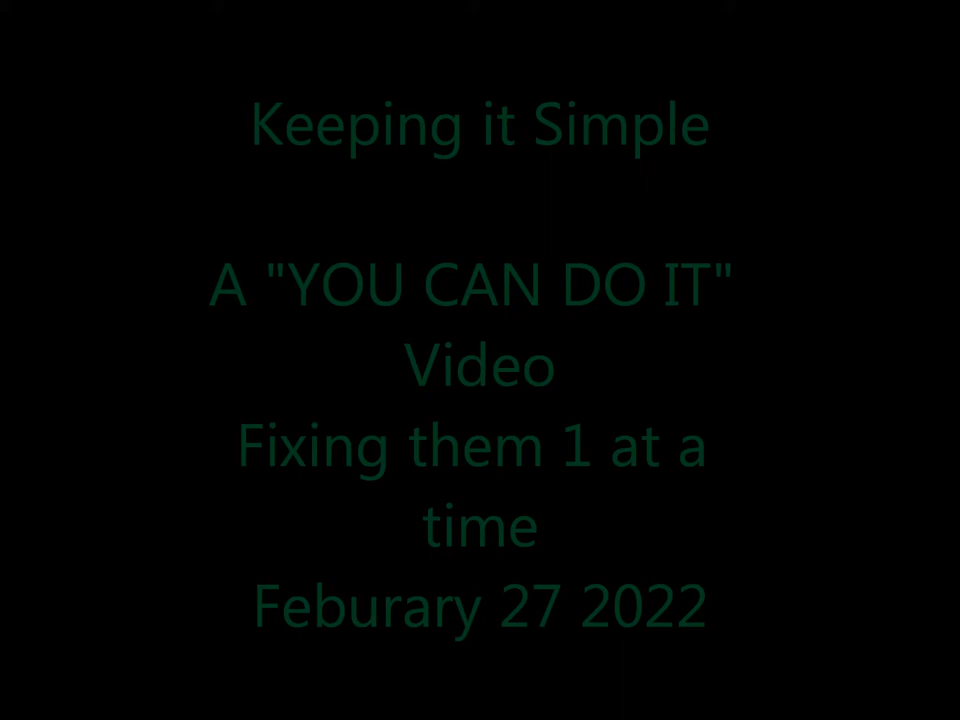 Keeping it Simple
A "YOU CAN DO IT"
Video
Fixing them 1 at a
time
Feburary 27 2022